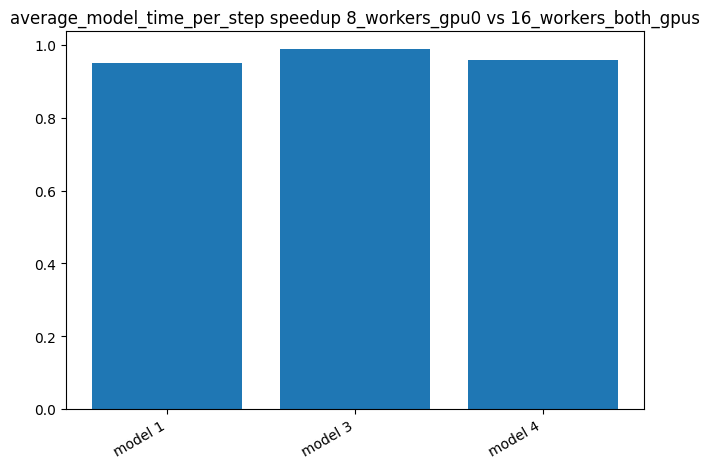 average_model_time_per_step speedup 8_workers_gpu0 vs 16_workers_both_gpus
1.0
0.8
0.6
0.4
0.2
0.0
model 1
model 3
model 4